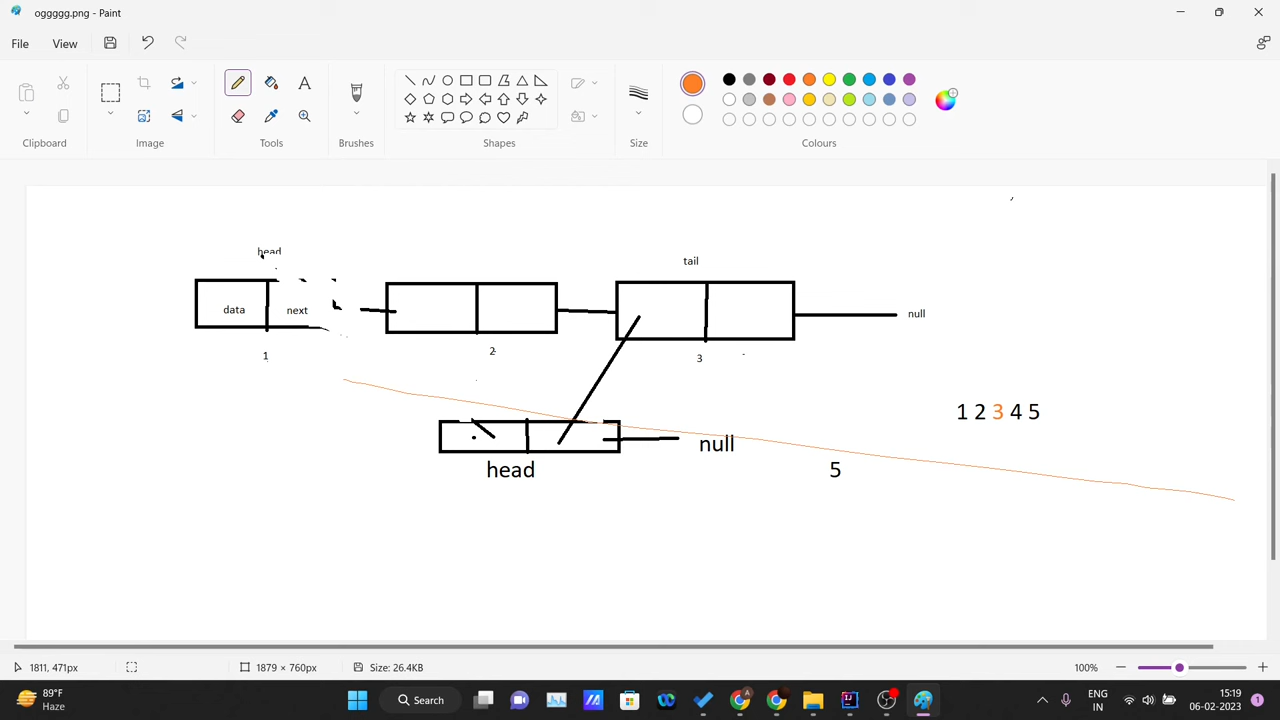 oggggg.png - Paint
File View
Clipboard Image Tools Brushes Shapes Size Colours
head
tail
data next
null
1 2 3
1 2 3 4 5
null
head 5
1811, 471px 1879 × 760px Size: 26.4KB 100%
89°F
Haze
Search
ENG
IN
15:19
06-02-2023
1